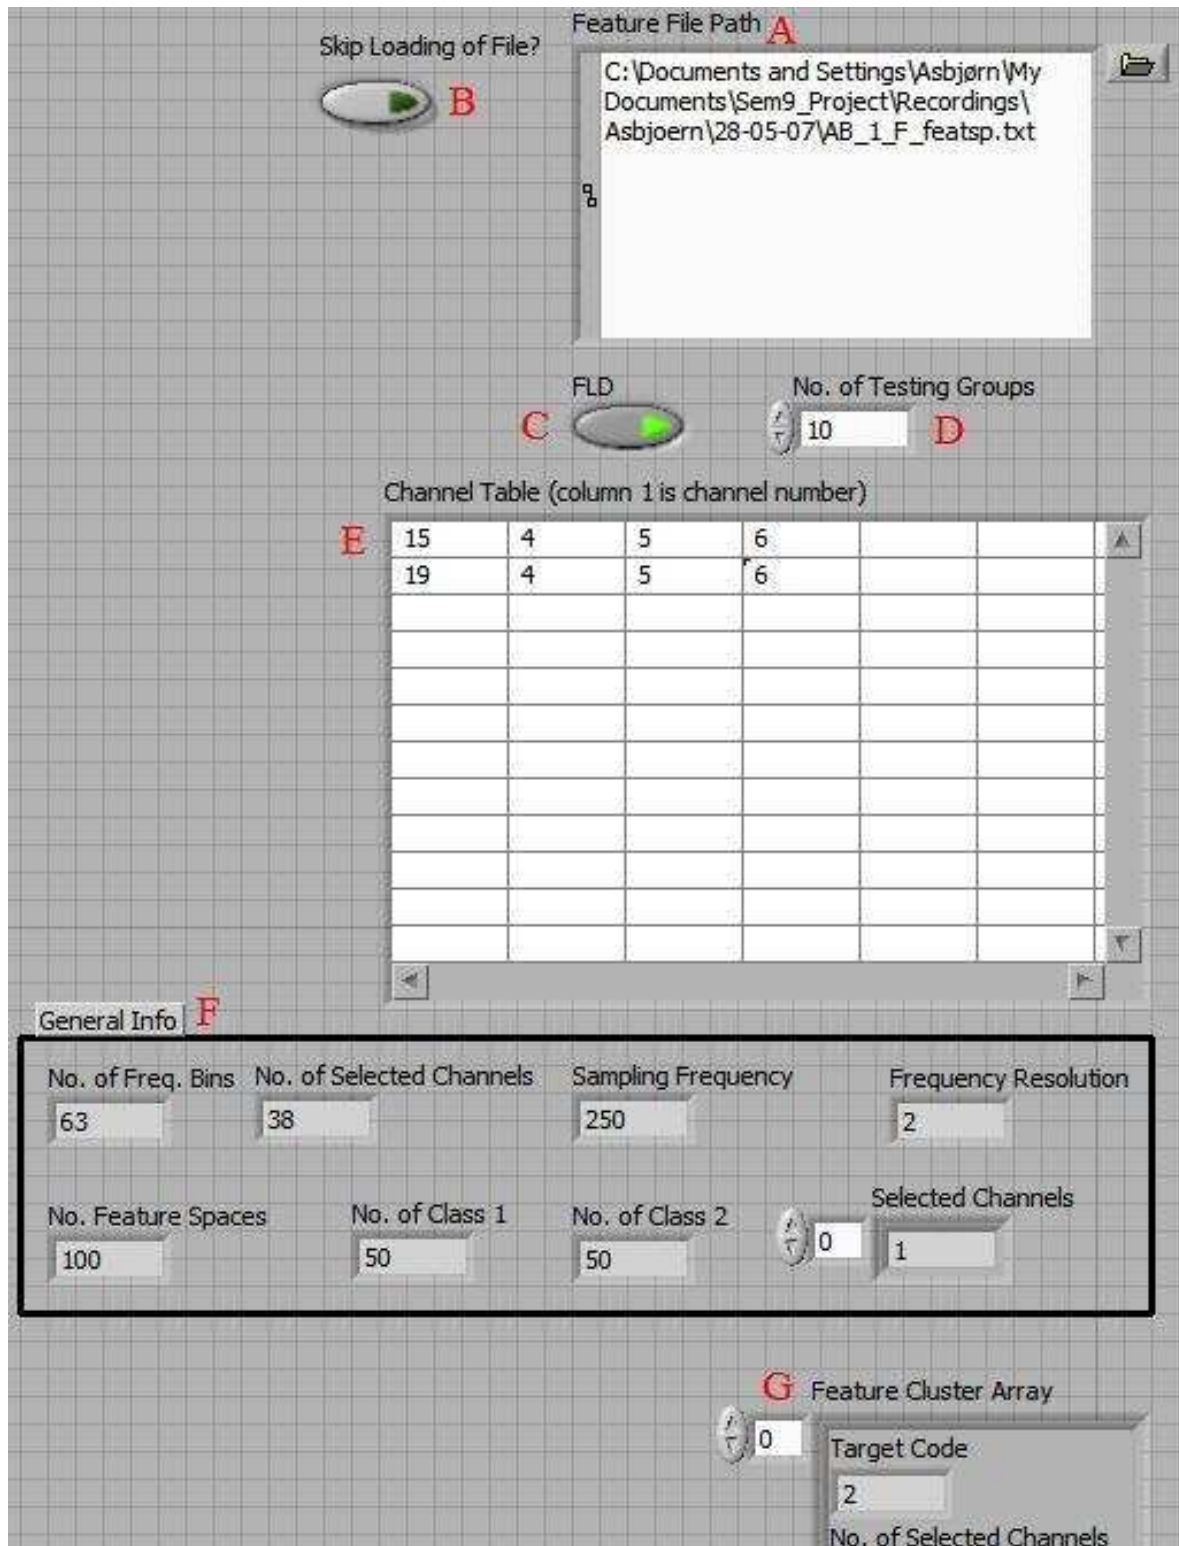 Feature File Path A
Skip Loading of File?
B
C:\Documents and Settings\Asbjørn\My
Documents\Sem9_Project\Recordings\
Asbjoern\28-05-07\AB_1_F_featsp.txt
FLD
No. of Testing Groups
C
10
D
Channel Table (column 1 is channel number)
E
15 4 5 6
19 4 5 6
General Info F
No. of Freq. Bins No. of Selected Channels Sampling Frequency Frequency Resolution
63 38 250 2
No. Feature Spaces No. of Class 1 No. of Class 2 Selected Channels
100 50 50 0 1
G Feature Cluster Array
0
Target Code
2
No. of Selected Channels